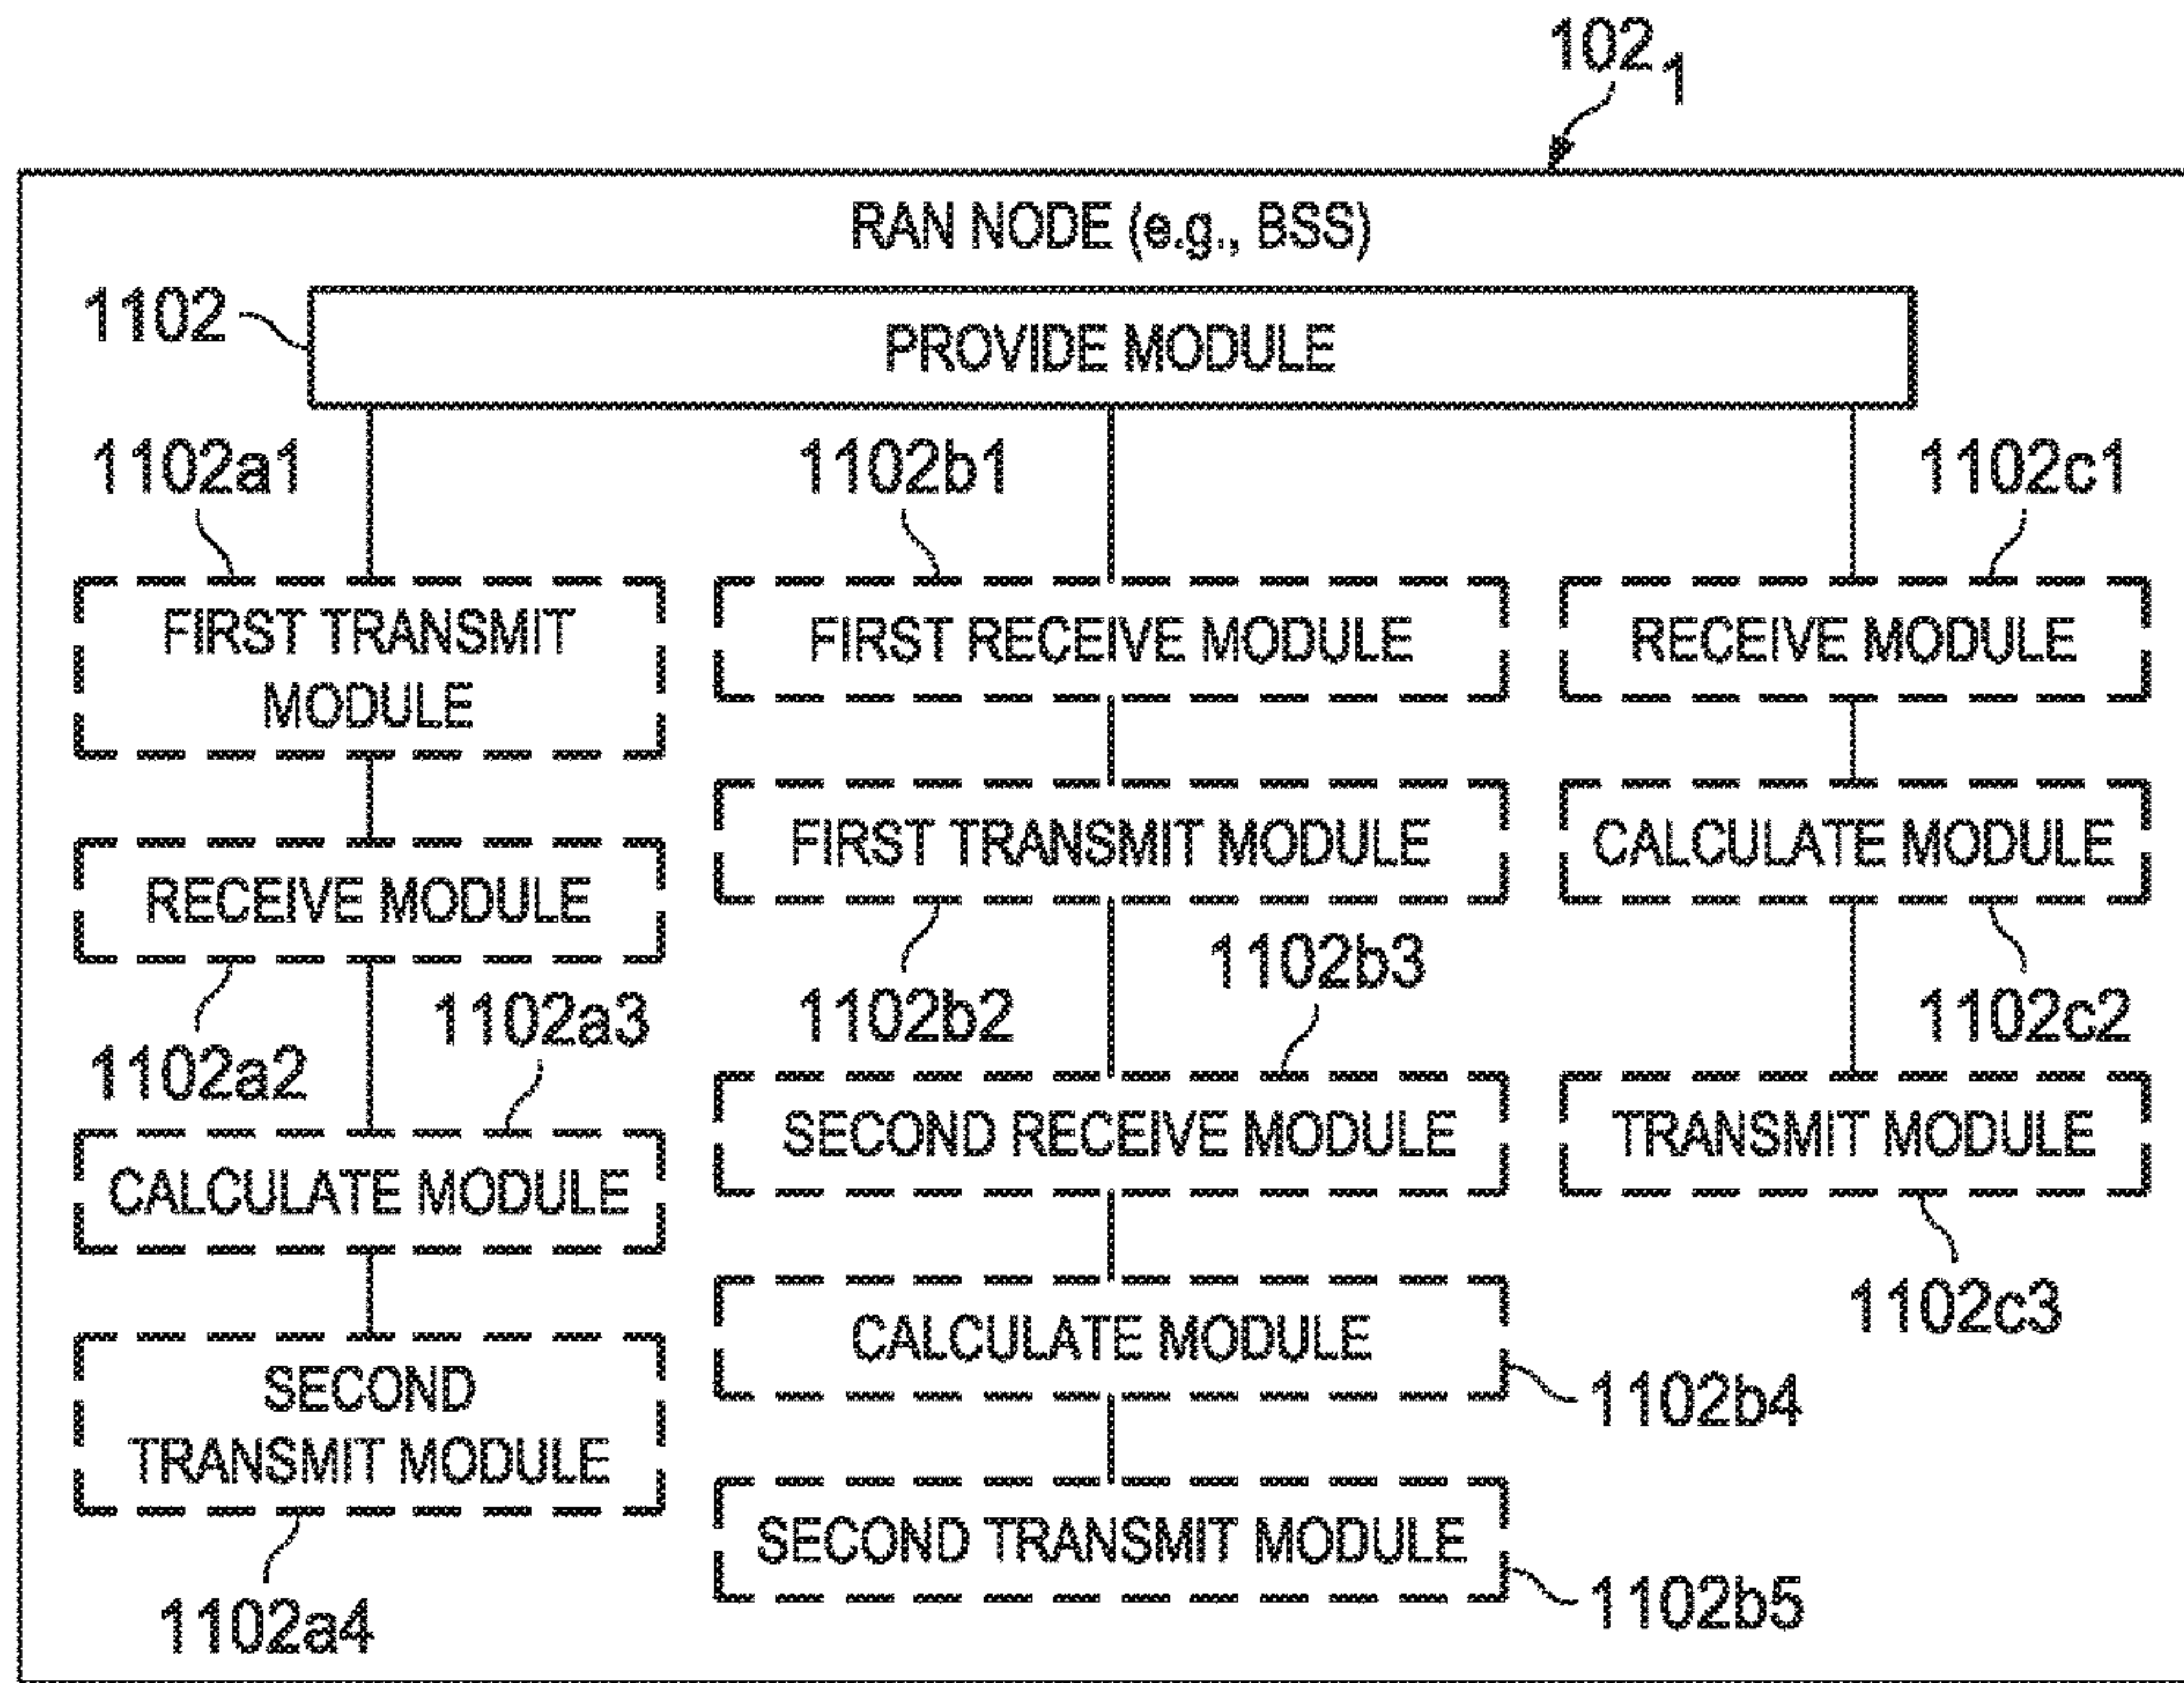 102₁
RAN NODE (e.g., BSS)
1102
PROVIDE MODULE
1102a1
1102b1
1102c1
FIRST TRANSMIT
MODULE
FIRST RECEIVE MODULE
RECEIVE MODULE
FIRST TRANSMIT MODULE
CALCULATE MODULE
RECEIVE MODULE
1102a2
1102a3
1102b2
1102b3
1102c2
CALCULATE MODULE
SECOND RECEIVE MODULE
TRANSMIT MODULE
1102c3
SECOND
TRANSMIT MODULE
CALCULATE MODULE
1102b4
SECOND TRANSMIT MODULE
1102b5
1102a4